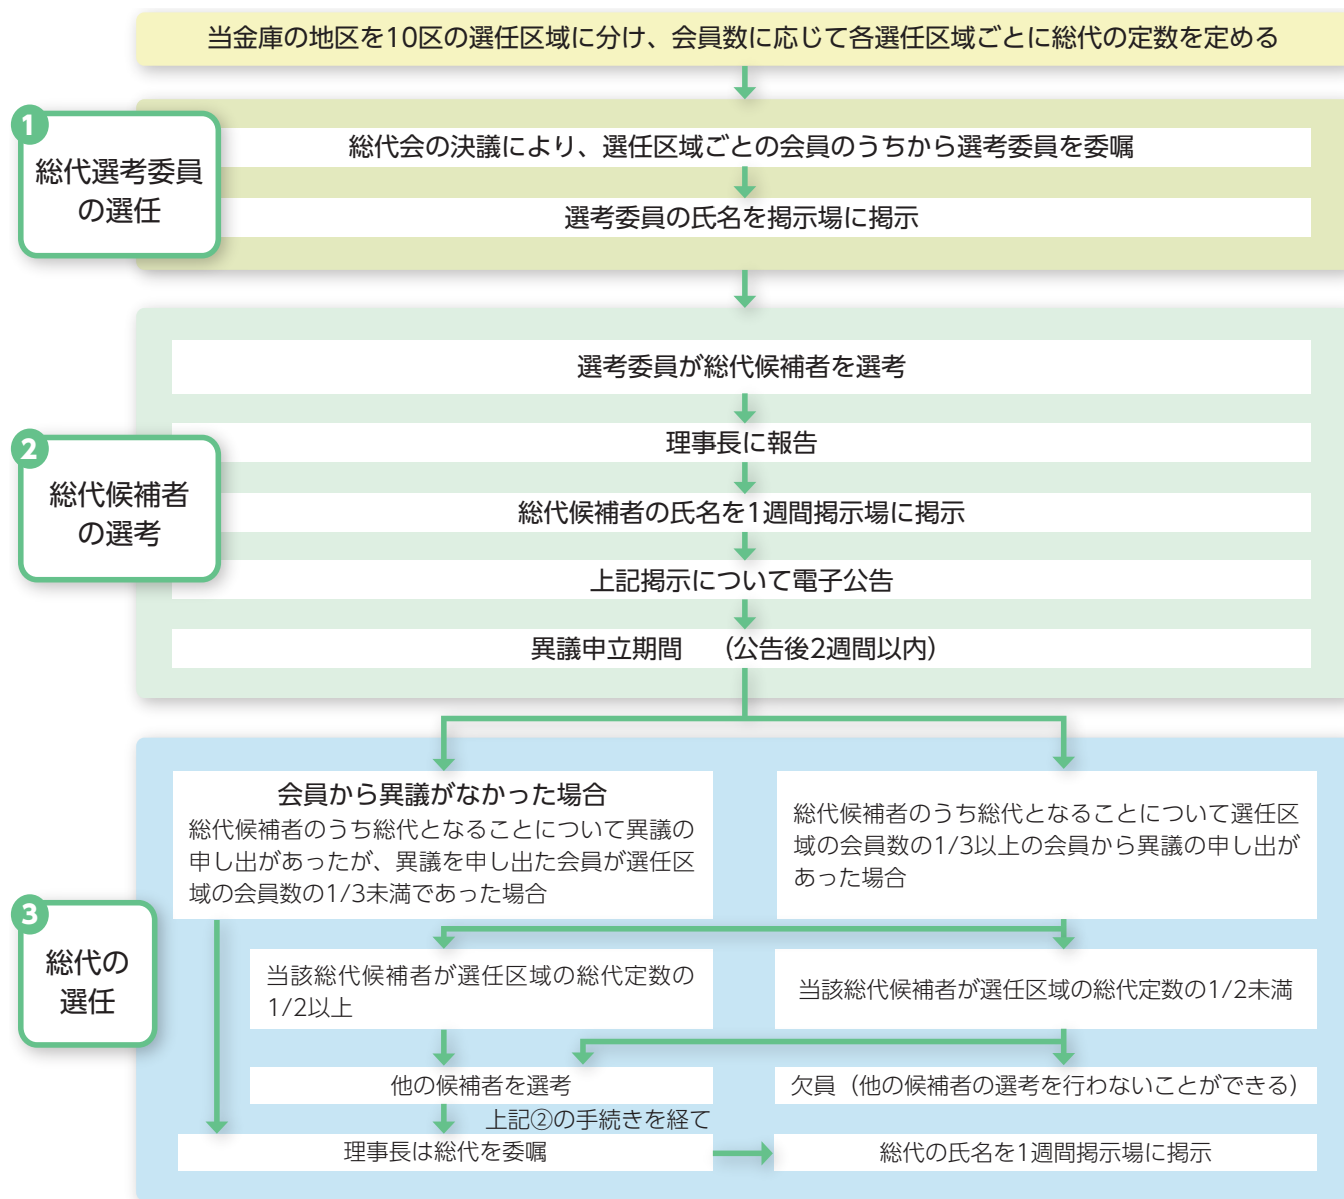 当金庫の地区を10区の選任区域に分け、会員数に応じて各選任区域ごとに総代の定数を定める
1
総代選考委員
の選任
総代会の決議により、選任区域ごとの会員のうちから選考委員を委嘱
選考委員の氏名を掲示場に掲示
2
総代候補者
の選考
選考委員が総代候補者を選考
理事長に報告
総代候補者の氏名を1週間掲示場に掲示
上記掲示について電子公告
異議申立期間 （公告後2週間以内）
3
総代の
選任
会員から異議がなかった場合
総代候補者のうち総代となることについて異議の
申し出があったが、異議を申し出た会員が選任区
域の会員数の1/3未満であった場合
総代候補者のうち総代となることについて選任区
域の会員数の1/3以上の会員から異議の申し出が
あった場合
当該総代候補者が選任区域の総代定数の
1/2以上
当該総代候補者が選任区域の総代定数の1/2未満
他の候補者を選考
欠員（他の候補者の選考を行わないことができる）
上記②の手続きを経て
理事長は総代を委嘱
総代の氏名を1週間掲示場に掲示